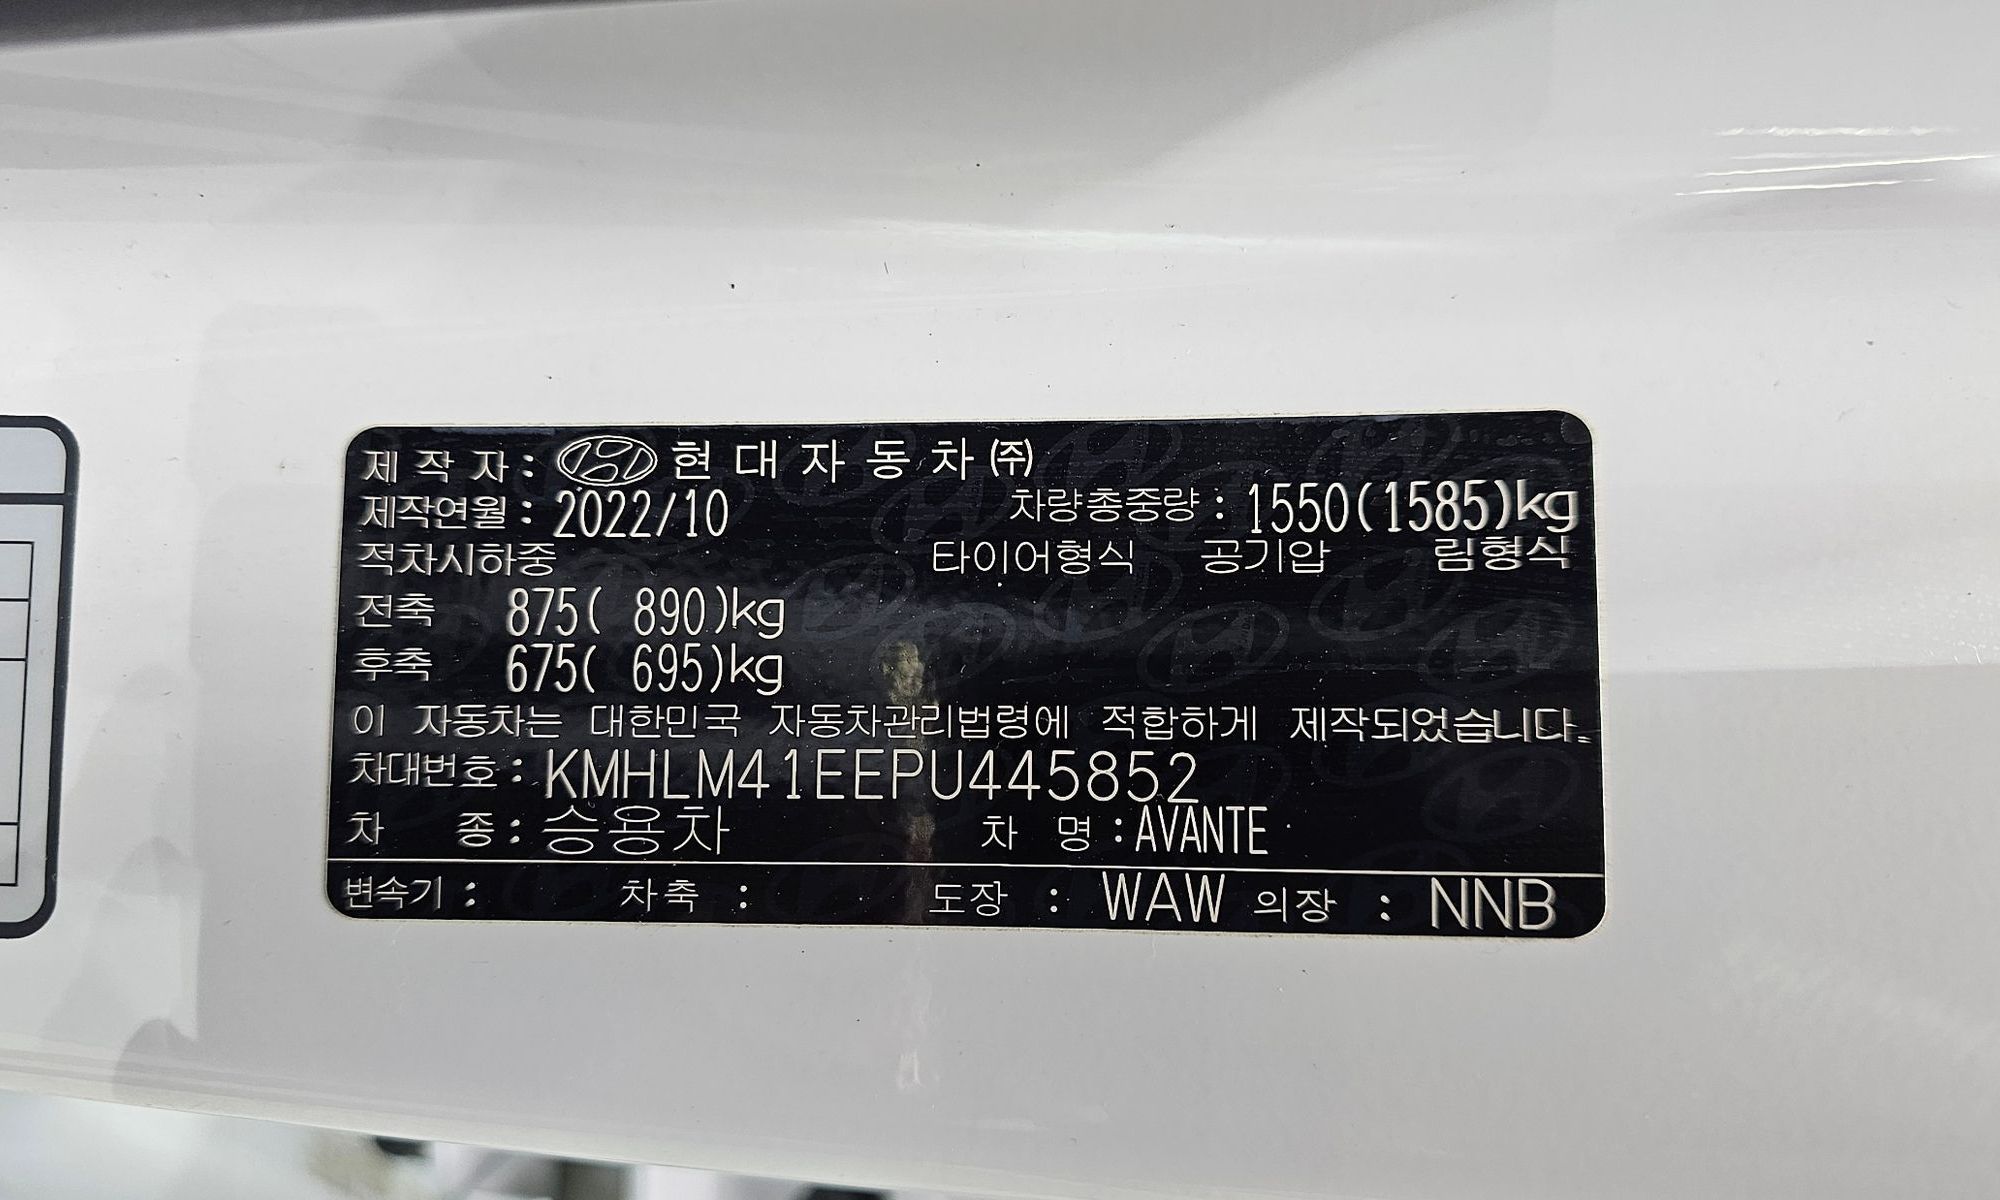 제 작 자 : 현 대 자 동 차 ㈜
제작연월 : 2022/10 차량총중량 : 1550(1585)kg
적차시하중 타이어형식 공기압 림형식
전축 875( 890)kg
후축 675( 695)kg
이 자동차는 대한민국 자동차관리법령에 적합하게 제작되었습니다.
차대번호 : KMHLM41EEPU445852
차 종 : 승용차 차 명 : AVANTE
변속기 : 차축 : 도장 : WAW 의장 : NNB